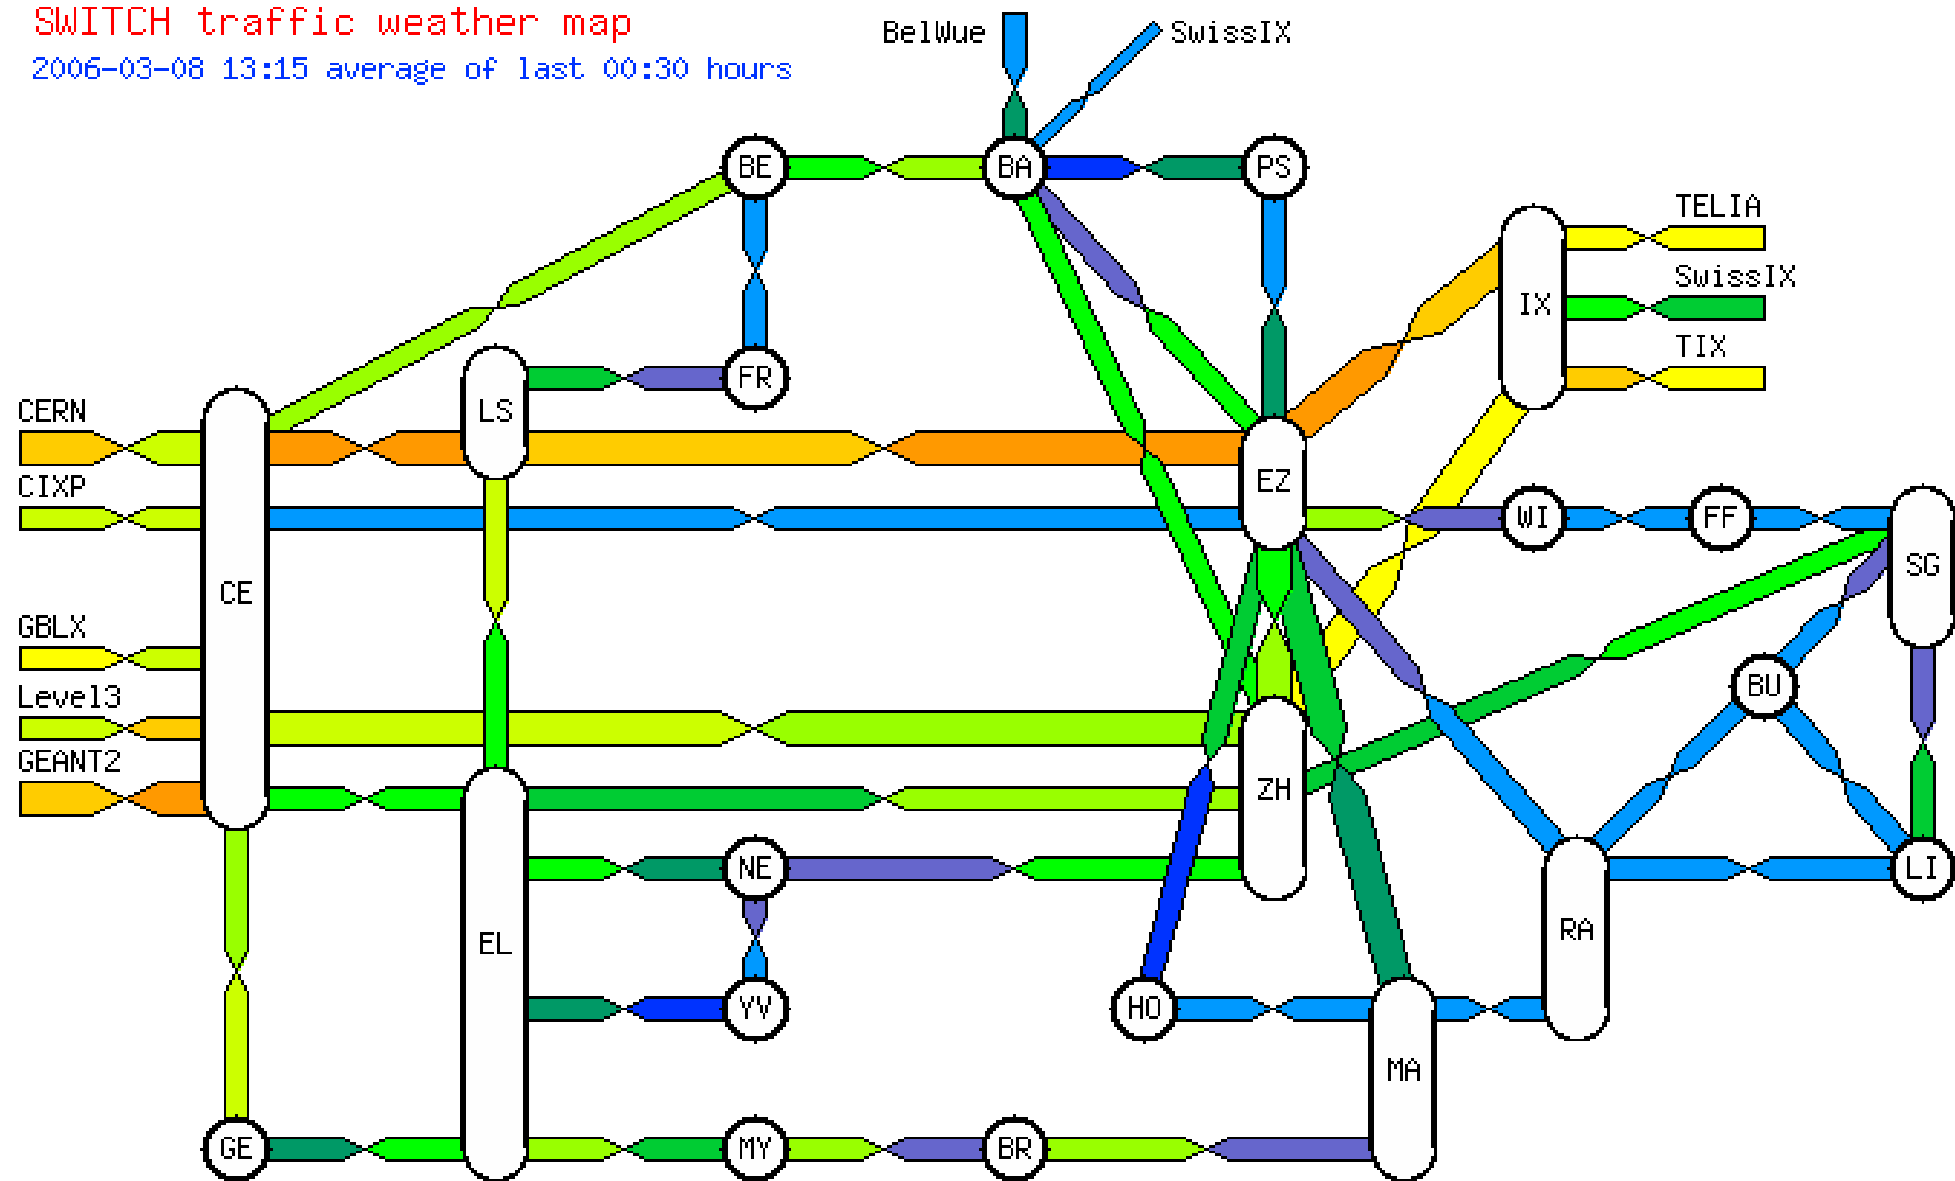 SWITCH traffic weather map
2006-03-08 13:15 average of last 00:30 hours
BelWue
SwissIX
BE
BA
PS
TELIA
SwissIX
IX
TIX
FR
LS
CERN
EZ
CIXP
WI
FF
SG
CE
GBLX
Level3
BU
GEANT2
ZH
NE
LI
EL
RA
YV
HO
MA
GE
MY
BR